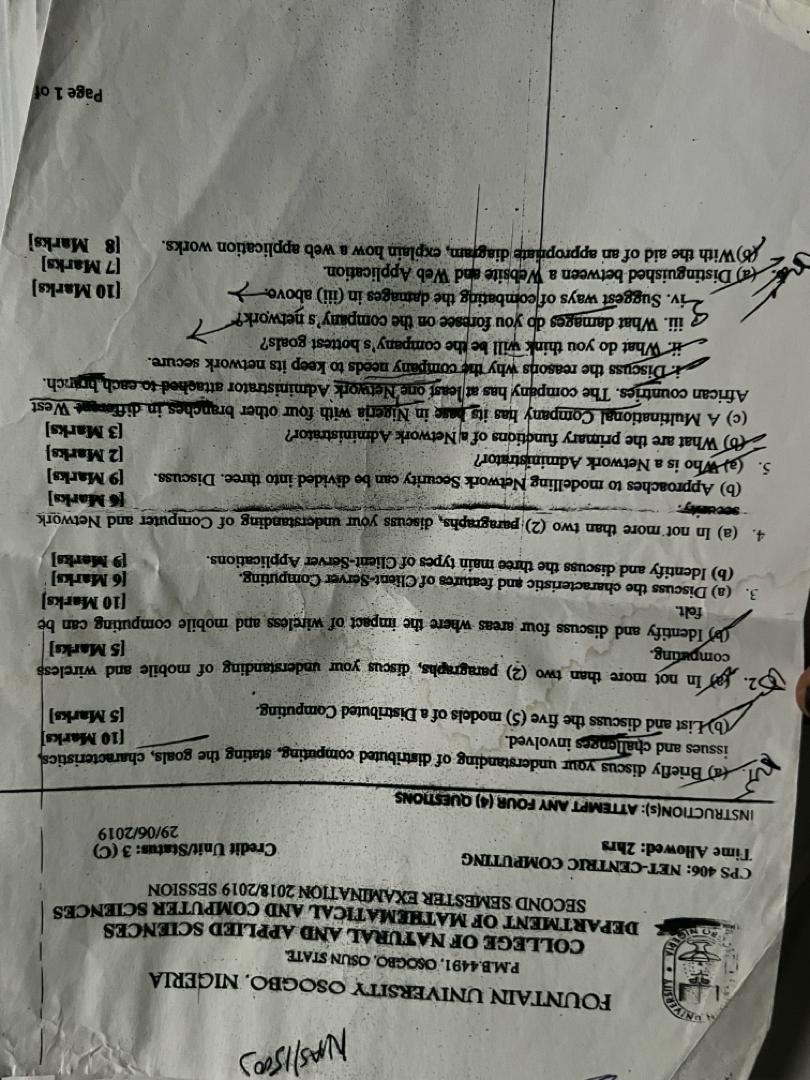 NAS/1500J
FOUNTAIN UNIVERSITY OSOGBO, NIGERIA
P.M.B.4491, OSOGBO, OSUN STATE.
COLLEGE OF NATURAL AND APPLIED SCIENCES
DEPARTMENT OF MATHEMATICAL AND COMPUTER SCIENCES
SECOND SEMESTER EXAMINATION 2018/2019 SESSION
CPS 406: NET-CENTRIC COMPUTING
Time Allowed: 2hrs
Credit Unit/Status: 3 (C)
29/06/2019
INSTRUCTION(s): ATTEMPT ANY FOUR (4) QUESTIONS
1. (a) Briefly discus your understanding of distributed computing, stating the goals, characteristics,
issues and challenges involved. [10 Marks]
(b) List and discuss the five (5) models of a Distributed Computing. [5 Marks]
2. (a) In not more than two (2) paragraphs, discus your understanding of mobile and wireless
computing. [5 Marks]
(b) Identify and discuss four areas where the impact of wireless and mobile computing can be
felt. [10 Marks]
3. (a) Discuss the characteristic and features of Client-Server Computing. [6 Marks]
(b) Identify and discuss the three main types of Client-Server Applications. [9 Marks]
4. (a) In not more than two (2) paragraphs, discuss your understanding of Computer and Network
security. [6 Marks]
(b) Approaches to modelling Network Security can be divided into three. Discuss. [9 Marks]
5. (a) Who is a Network Administrator? [2 Marks]
(b) What are the primary functions of a Network Administrator? [3 Marks]
(c) A Multinational Company has its base in Nigeria with four other branches in different West
African countries. The company has at least one Network Administrator attached to each branch.
i. Discuss the reasons why the company needs to keep its network secure.
ii. What do you think will be the company's hottest goals?
iii. What damages do you foresee on the company's network?
iv. Suggest ways of combating the damages in (iii) above. [10 Marks]
6. (a) Distinguished between a Website and Web Application. [7 Marks]
(b) With the aid of an appropriate diagram, explain how a web application works. [8 Marks]
Page 1 of